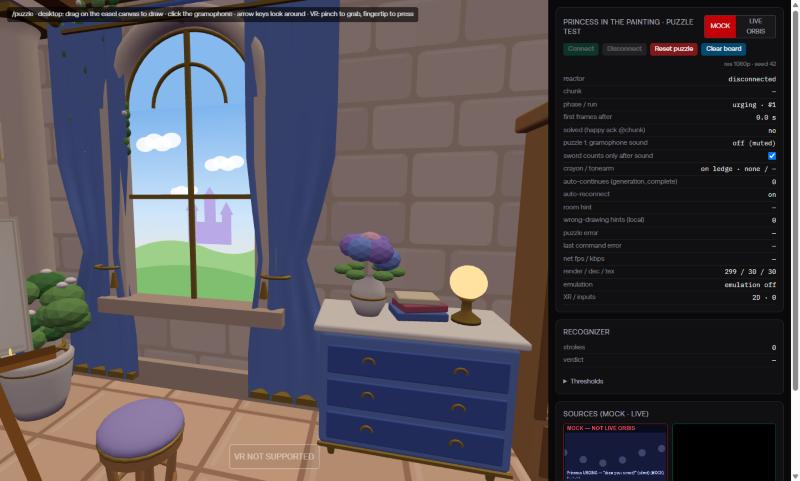 /puzzle · desktop: drag on the easel canvas to draw · click the gramophone · arrow keys look around · VR: pinch to grab, fingertip to press
PRINCESS IN THE PAINTING · PUZZLE TEST
MOCK
LIVE ORBIS
Connect
Disconnect
Reset puzzle
Clear board
res 1080p · seed 42
reactor disconnected
chunk –
phase / run urging · #1
first frames after 0.0 s
solved (happy ack @chunk) no
puzzle 1: gramophone sound off (muted)
sword counts only after sound
crayon / tonearm on ledge · none / –
auto-continues (generation_complete) 0
auto-reconnect on
room hint –
wrong-drawing hints (local) 0
puzzle error –
last command error –
net fps / kbps –
render / dec / tex 299 / 30 / 30
emulation emulation off
XR / inputs 2D · 0
RECOGNIZER
strokes 0
verdict –
▶ Thresholds
SOURCES (MOCK · LIVE)
MOCK — NOT LIVE ORBIS
VR NOT SUPPORTED